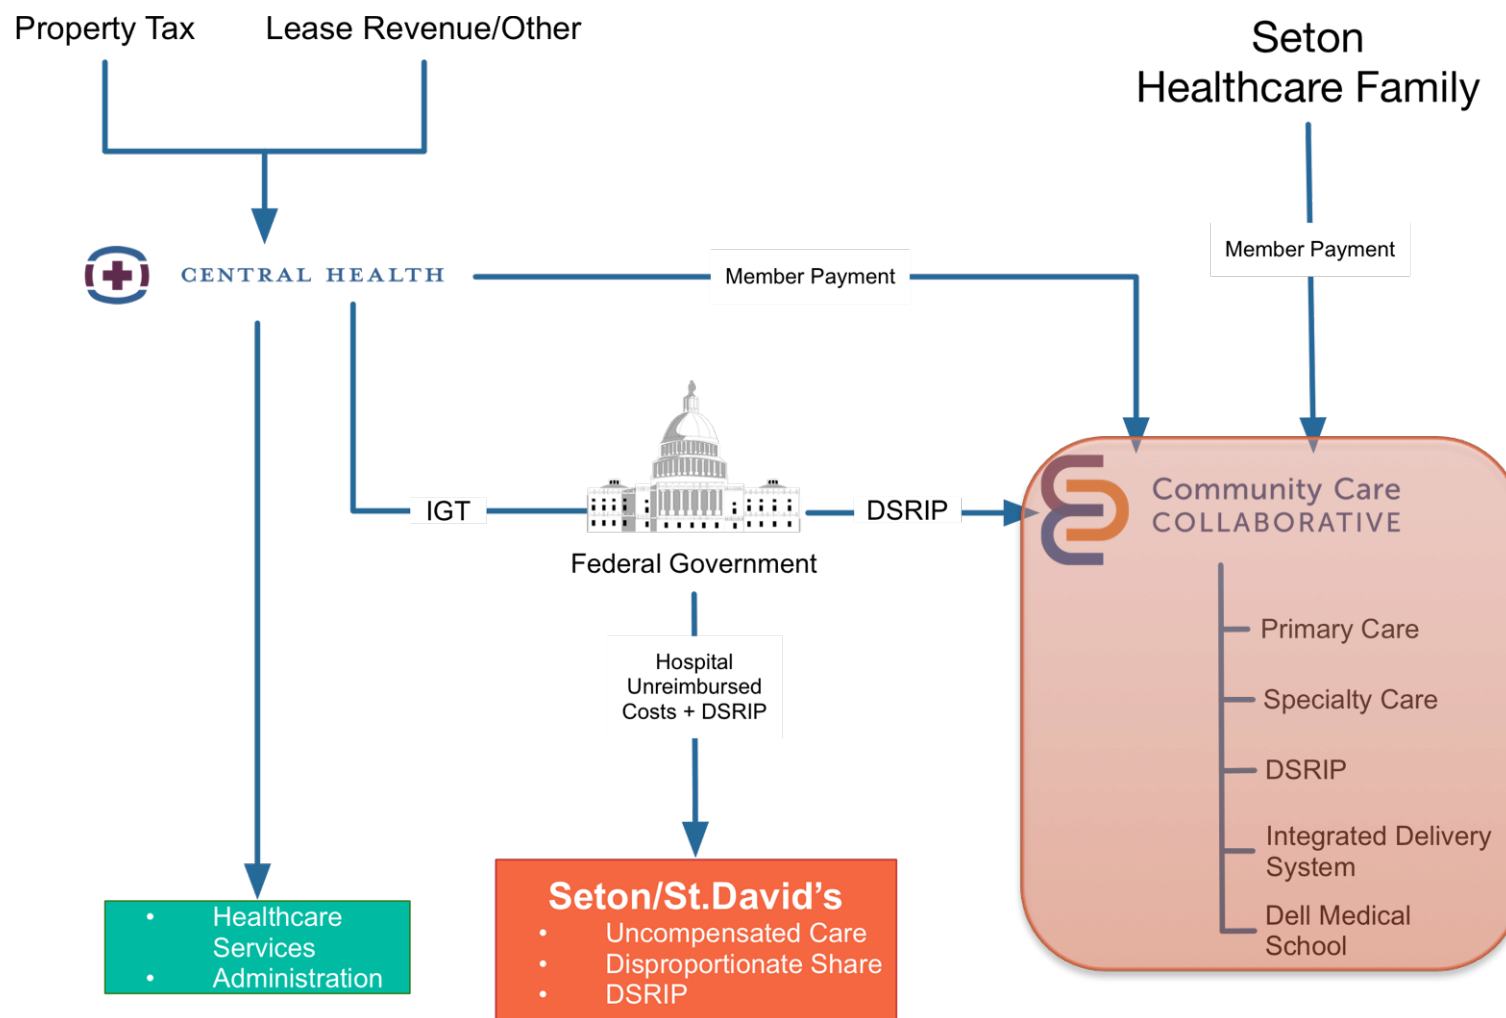 Property Tax
Lease Revenue/Other
Seton
Healthcare Family
CENTRAL HEALTH
Member Payment
Member Payment
IGT
DSRIP
Federal Government
Community Care
COLLABORATIVE
Primary Care
Specialty Care
DSRIP
Integrated Delivery
System
Dell Medical
School
Hospital
Unreimbursed
Costs + DSRIP
• Healthcare
Services
• Administration
Seton/St.David's
• Uncompensated Care
• Disproportionate Share
• DSRIP